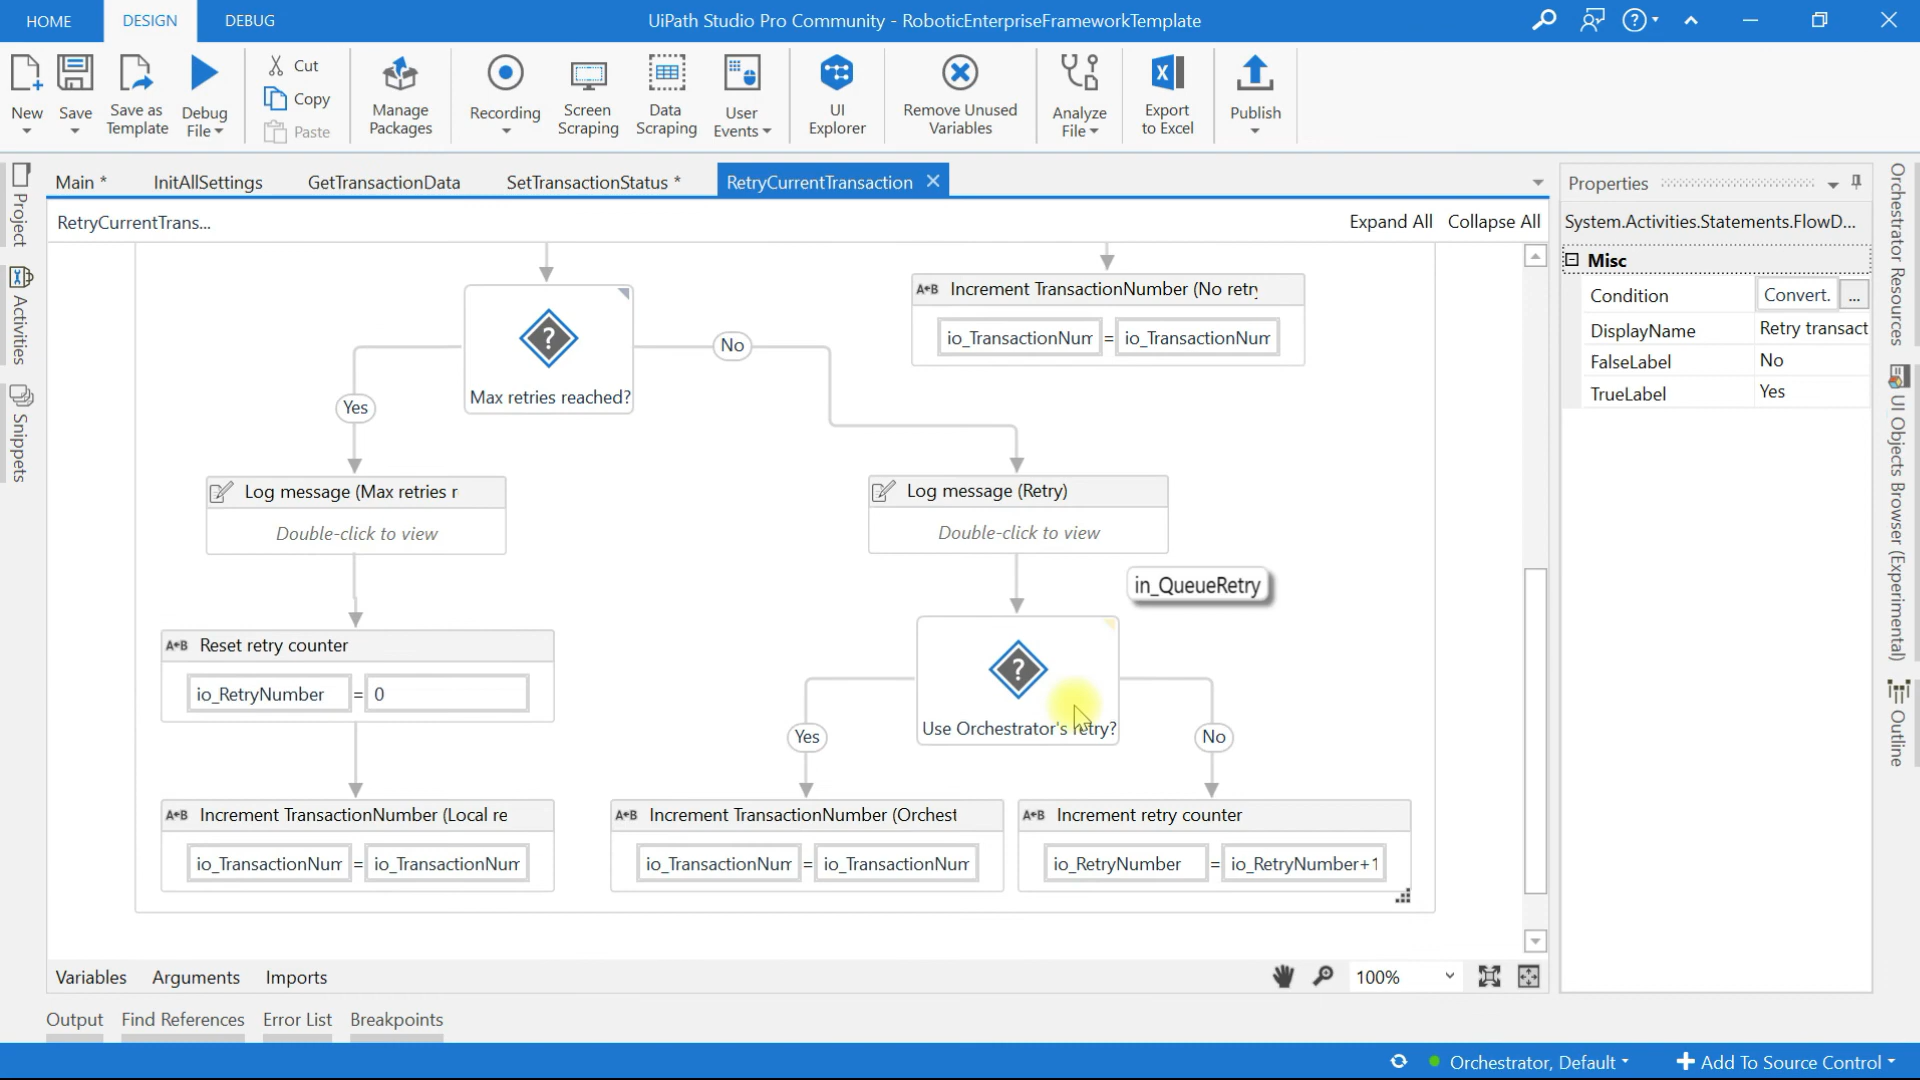 HOME
DESIGN
DEBUG
UiPath Studio Pro Community - RoboticEnterpriseFrameworkTemplate
New
Save
Save as
Template
Debug
File
Cut
Copy
Paste
Manage
Packages
Recording
Screen
Scraping
Data
Scraping
User
Events
UI
Explorer
Remove Unused
Variables
Analyze
File
Export
to Excel
Publish
Main *
InitAllSettings
GetTransactionData
SetTransactionStatus *
RetryCurrentTransaction
RetryCurrentTrans...
Expand All
Collapse All
Project
Activities
Snippets
Increment TransactionNumber (No retry
io_TransactionNum = io_TransactionNum
Max retries reached?
No
Yes
Log message (Max retries r
Double-click to view
Log message (Retry)
Double-click to view
in_QueueRetry
Reset retry counter
io_RetryNumber = 0
Use Orchestrator's retry?
Yes
No
Increment TransactionNumber (Local re
io_TransactionNum = io_TransactionNum
Increment TransactionNumber (Orchest
io_TransactionNum = io_TransactionNum
Increment retry counter
io_RetryNumber = io_RetryNumber+1
Properties
System.Activities.Statements.FlowD...
Misc
Condition Convert. ...
DisplayName Retry transact
FalseLabel No
TrueLabel Yes
Orchestrator Resources
UI Objects Browser (Experimental)
Outline
Variables
Arguments
Imports
100%
Output
Find References
Error List
Breakpoints
Orchestrator, Default
Add To Source Control